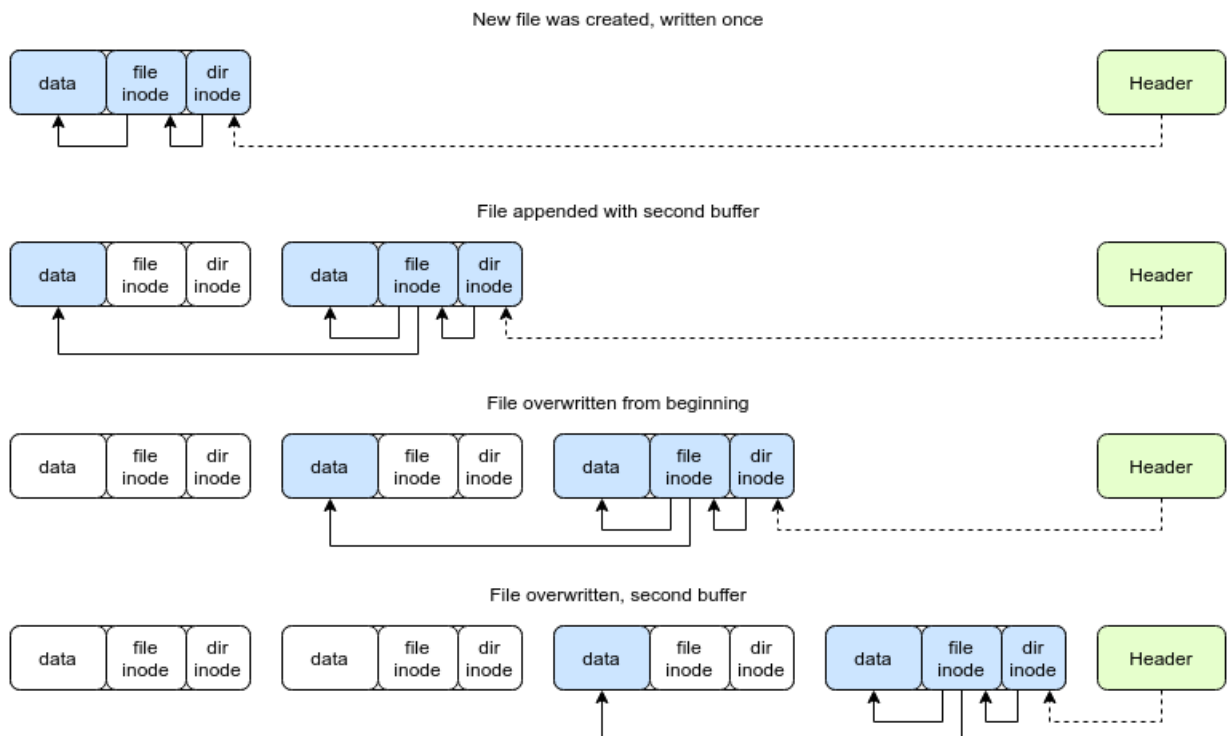 New file was created, written once
data file inode dir inode Header
File appended with second buffer
data file inode dir inode data file inode dir inode Header
File overwritten from beginning
data file inode dir inode data file inode dir inode data file inode dir inode Header
File overwritten, second buffer
data file inode dir inode data file inode dir inode data file inode dir inode data file inode dir inode Header